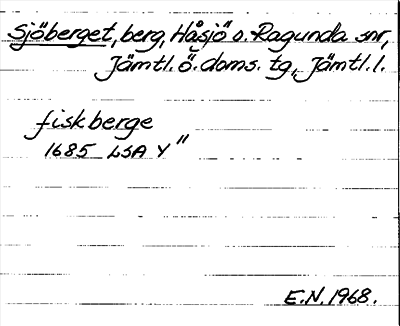 Sjöberget, berg, Håsjö o. Ragunda snr,
Jämtl. ö. doms. tg, Jämtl. l.
fiskberge
1685 LSA Y"
E.N. 1968.